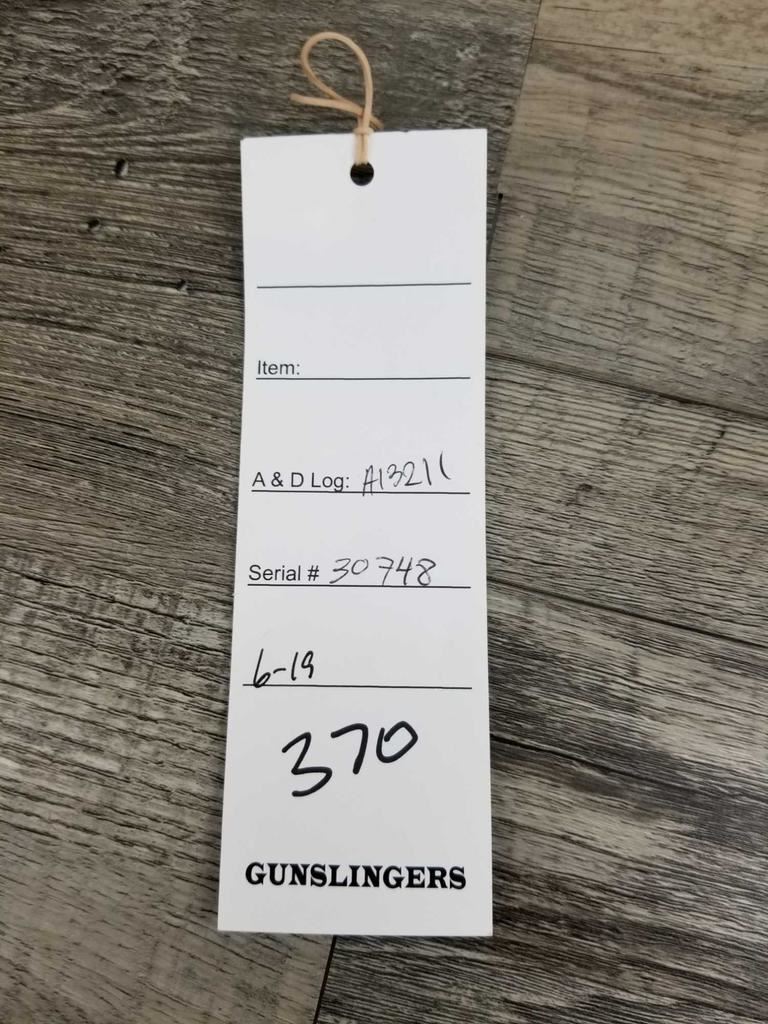 Item:
A & D Log: A13211
Serial # 30748
6-19
370
GUNSLINGERS